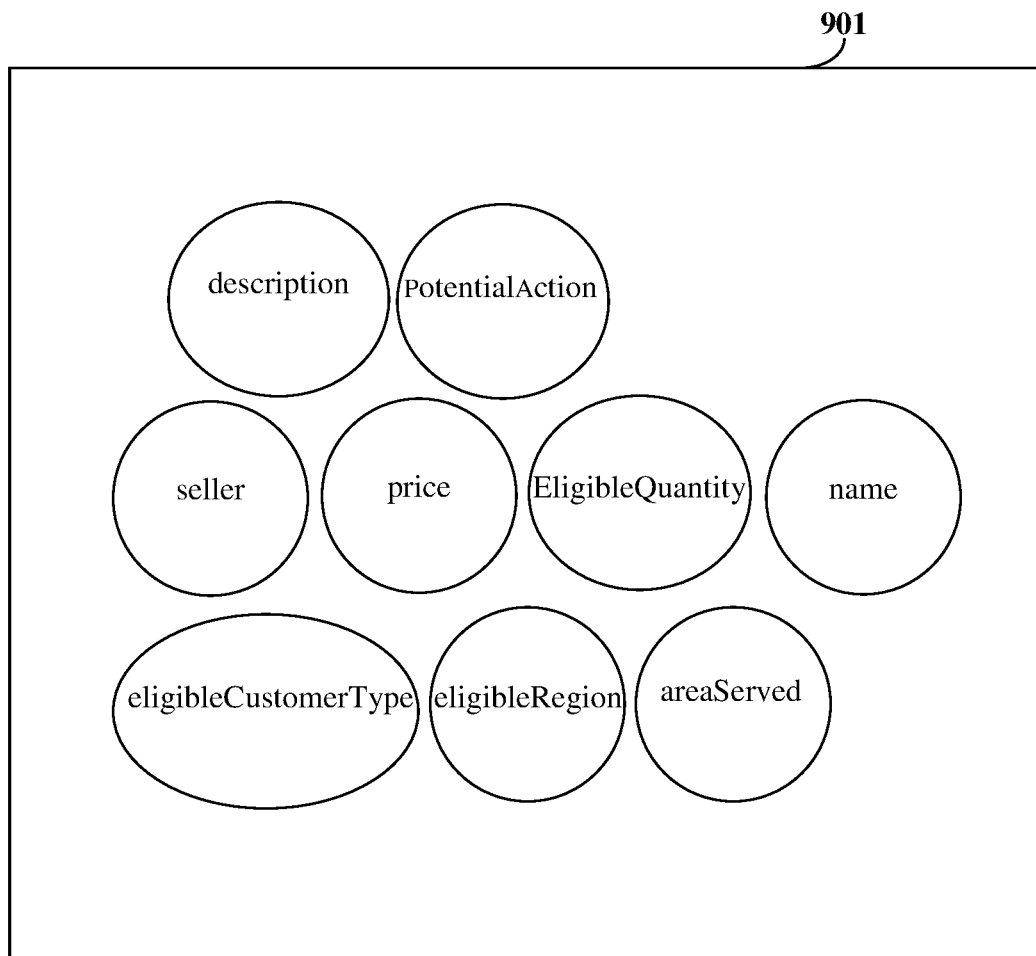 901
description
PotentialAction
seller
price
EligibleQuantity
name
eligibleCustomerType
eligibleRegion
areaServed